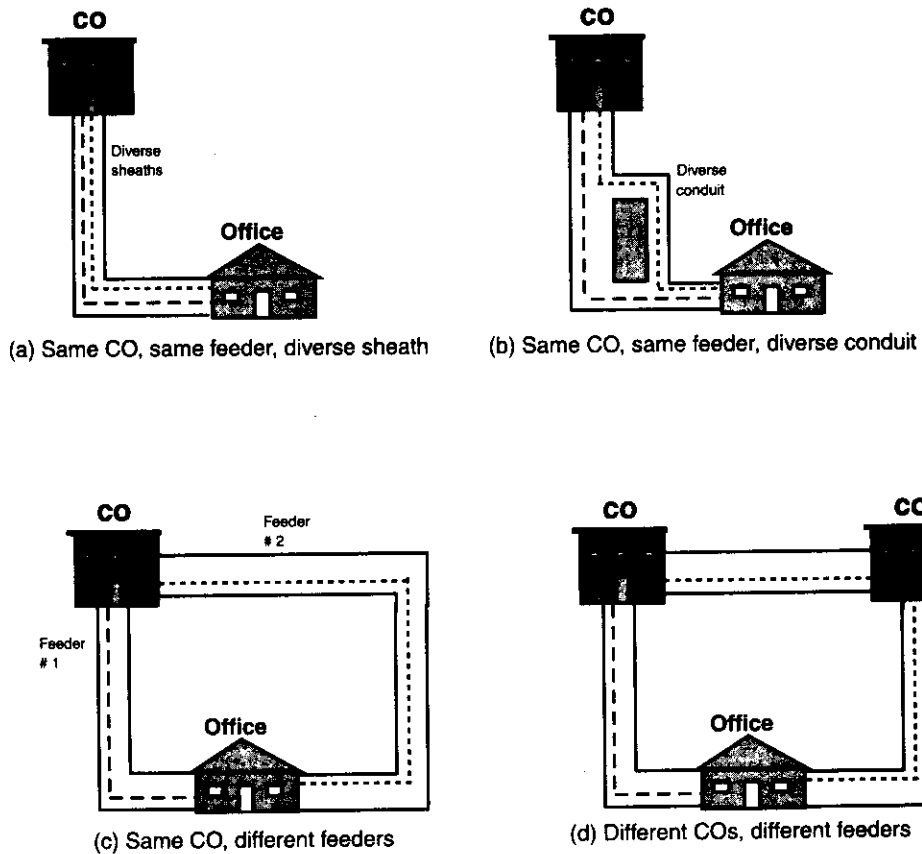 CO
Diverse
sheaths
Office
(a) Same CO, same feeder, diverse sheath
CO
Diverse
conduit
Office
(b) Same CO, same feeder, diverse conduit
CO
Feeder
# 2
Feeder
# 1
Office
(c) Same CO, different feeders
CO
CO
Office
(d) Different COs, different feeders